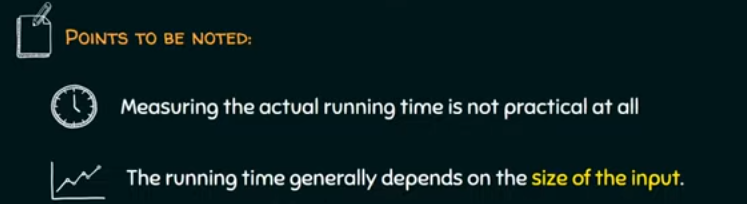 POINTS TO BE NOTED:
Measuring the actual running time is not practical at all
The running time generally depends on the size of the input.